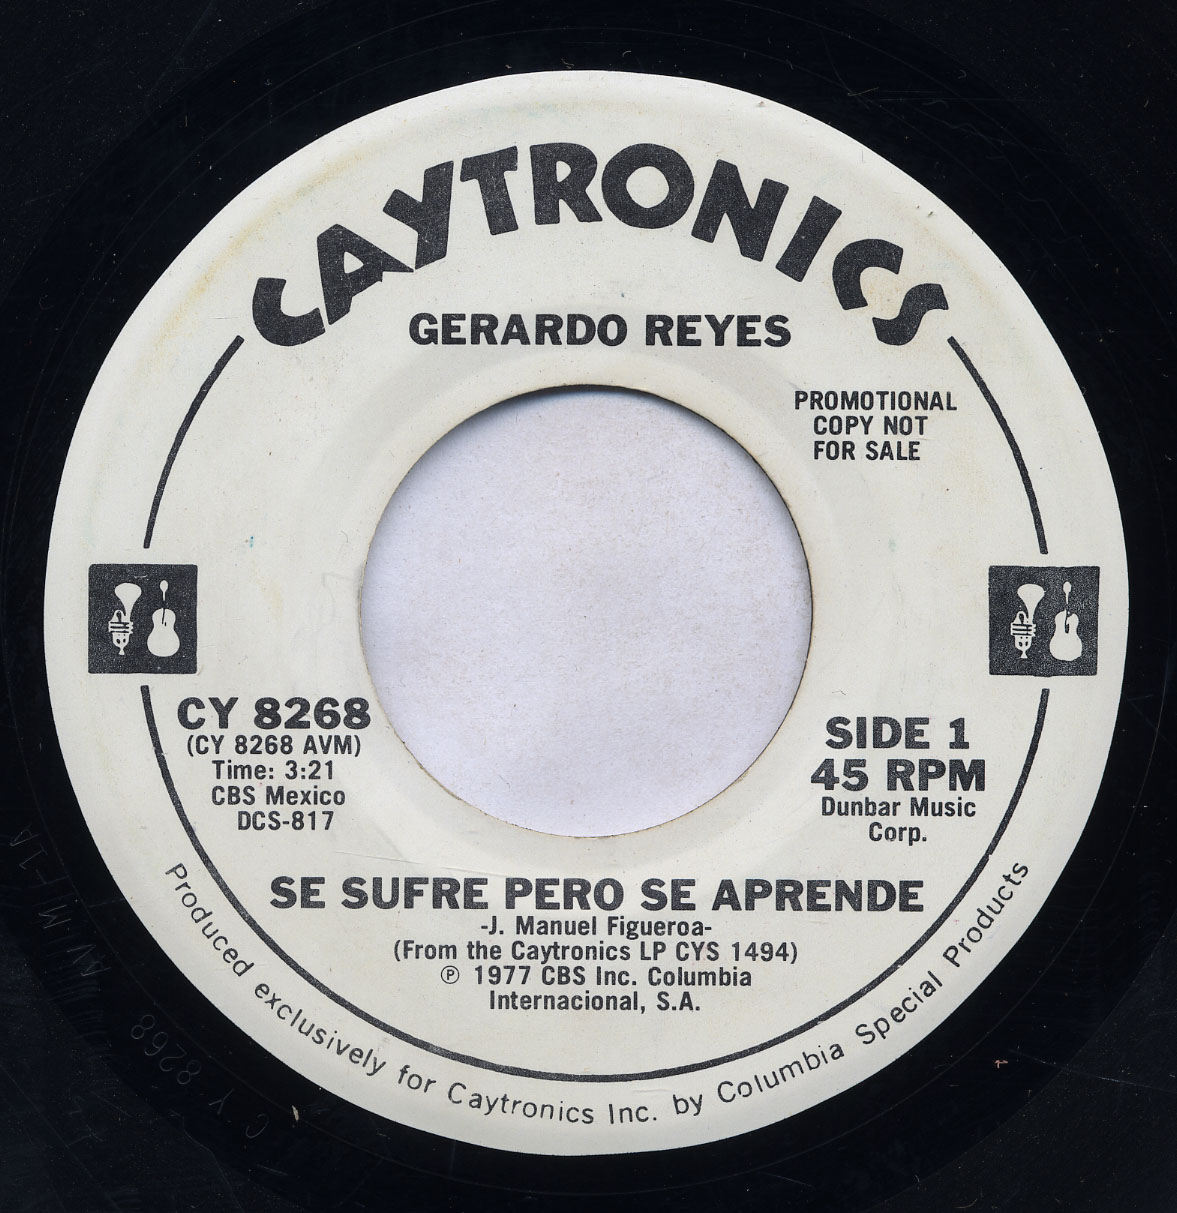 CAYTRONICS
GERARDO REYES
PROMOTIONAL
COPY NOT
FOR SALE
CY 8268
(CY 8268 AVM)
Time: 3:21
CBS Mexico
DCS-817
SIDE 1
45 RPM
Dunbar Music
Corp.
SE SUFRE PERO SE APRENDE
-J. Manuel Figueroa-
(From the Caytronics LP CYS 1494)
℗ 1977 CBS Inc. Columbia
Internacional, S.A.
Produced exclusively for Caytronics Inc. by Columbia Special Products